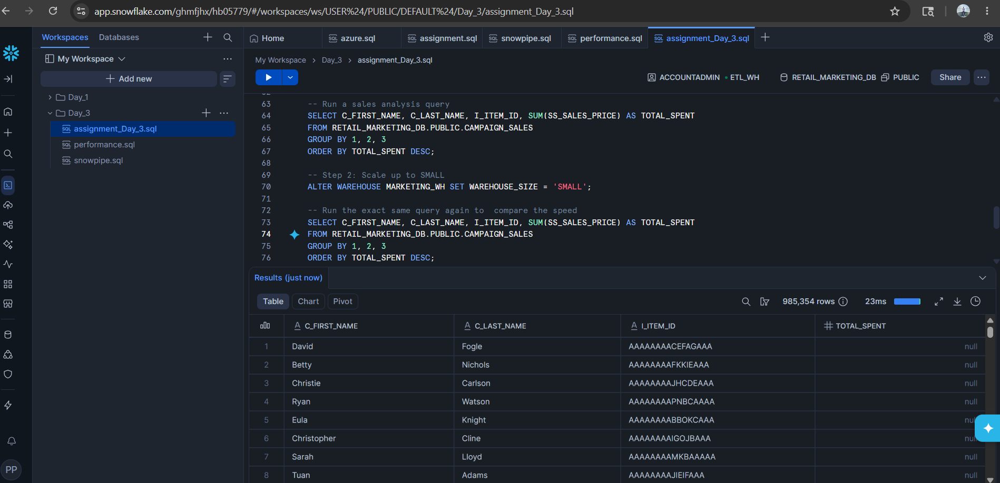 app.snowflake.com/ghmfjhx/hb05779/#/workspaces/ws/USER%24/PUBLIC/DEFAULT%24/Day_3/assignment_Day_3.sql
Workspaces Databases
Home
SQL azure.sql
SQL assignment.sql
SQL snowpipe.sql
SQL performance.sql
SQL assignment_Day_3.sql
My Workspace
Add new
Day_1
Day_3
SQL assignment_Day_3.sql
SQL performance.sql
SQL snowpipe.sql
PP
My Workspace > Day_3 > assignment_Day_3.sql
ACCOUNTADMIN • ETL_WH RETAIL_MARKETING_DB PUBLIC Share
63 -- Run a sales analysis query
64 SELECT C_FIRST_NAME, C_LAST_NAME, I_ITEM_ID, SUM(SS_SALES_PRICE) AS TOTAL_SPENT
65 FROM RETAIL_MARKETING_DB.PUBLIC.CAMPAIGN_SALES
66 GROUP BY 1, 2, 3
67 ORDER BY TOTAL_SPENT DESC;
68
69 -- Step 2: Scale up to SMALL
70 ALTER WAREHOUSE MARKETING_WH SET WAREHOUSE_SIZE = 'SMALL';
71
72 -- Run the exact same query again to  compare the speed
73 SELECT C_FIRST_NAME, C_LAST_NAME, I_ITEM_ID, SUM(SS_SALES_PRICE) AS TOTAL_SPENT
74 FROM RETAIL_MARKETING_DB.PUBLIC.CAMPAIGN_SALES
75 GROUP BY 1, 2, 3
76 ORDER BY TOTAL_SPENT DESC;
Results (just now)
Table Chart Pivot 985,354 rows 23ms
A C_FIRST_NAME A C_LAST_NAME A I_ITEM_ID # TOTAL_SPENT
1 David Fogle AAAAAAAACEFAGAAA null
2 Betty Nichols AAAAAAAAFKKIEAAA null
3 Christie Carlson AAAAAAAAJHCDEAAA null
4 Ryan Watson AAAAAAAAPNBCAAAA null
5 Eula Knight AAAAAAAABBOKCAAA nu
6 Christopher Cline AAAAAAAAIGOJBAAA nu
7 Sarah Lloyd AAAAAAAAMKBAAAAA null
8 Tuan Adams AAAAAAAAJIEIFAAA null